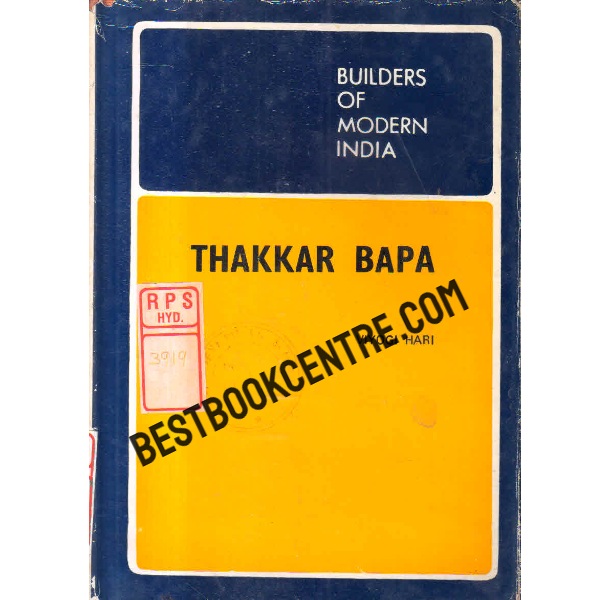 BUILDERS
OF
MODERN
INDIA
THAKKAR BAPA
HARI
RPS
HYD.
3919
BESTBOOKCENTRE.COM